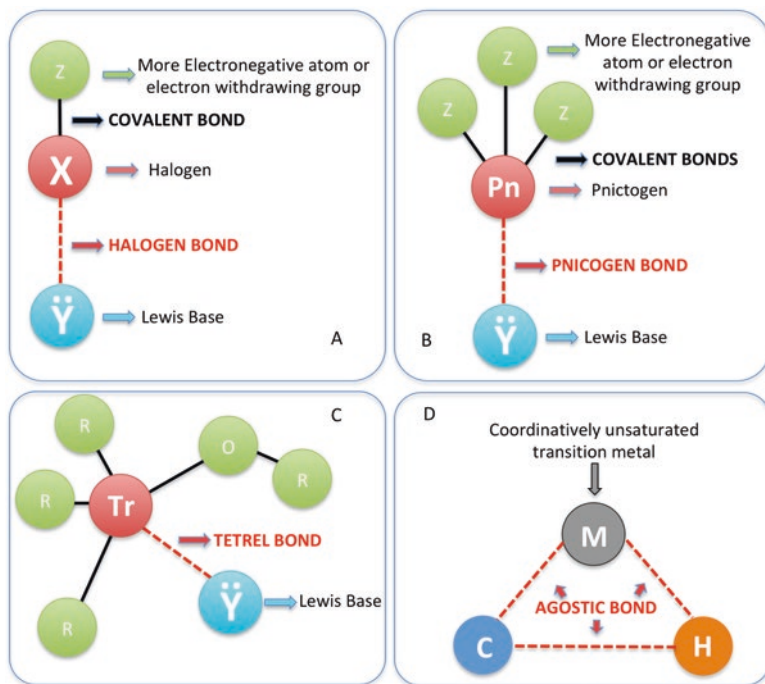 Z
More Electronegative atom or
electron withdrawing group
COVALENT BOND
X
Halogen
HALOGEN BOND
Ÿ
Lewis Base
A
Z
Z
Z
More Electronegative
atom or electron
withdrawing group
COVALENT BONDS
Pn
Pnictogen
PNICOGEN BOND
Ÿ
Lewis Base
B
C
R
O
R
R
Tr
TETREL BOND
Ÿ
Lewis Base
R
D
Coordinatively unsaturated
transition metal
M
AGOSTIC BOND
C
H